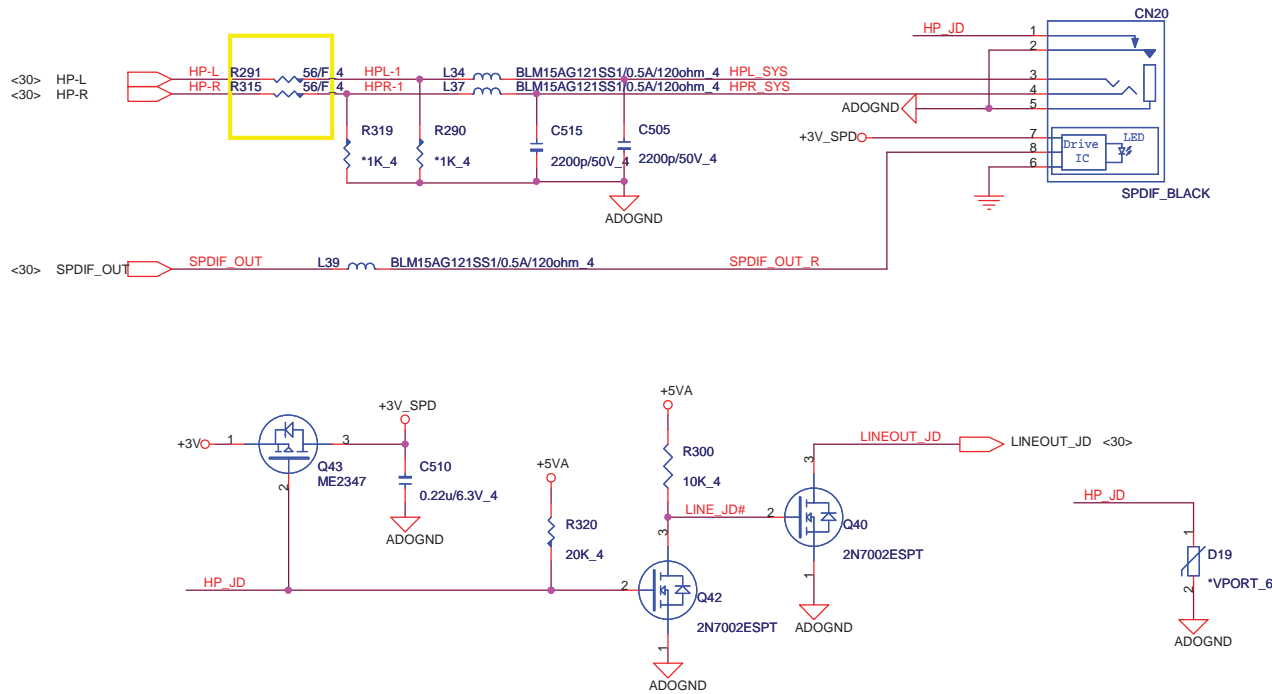 CN20
HP_JD 1
2
<30> HP-L HP-L R291 56/F_4 HPL-1 L34 BLM15AG121SS1/0.5A/120ohm_4 HPL_SYS 3
<30> HP-R HP-R R315 56/F_4 HPR-1 L37 BLM15AG121SS1/0.5A/120ohm_4 HPR_SYS 4
ADOGND 5
R319 R290 C515 C505
*1K_4 *1K_4 2200p/50V_4 2200p/50V_4
+3V_SPD 7
8
6
Drive IC
LED
SPDIF_BLACK
ADOGND
<30> SPDIF_OUT SPDIF_OUT L39 BLM15AG121SS1/0.5A/120ohm_4 SPDIF_OUT_R
+3V_SPD
+3V 1 3
2
Q43
ME2347
C510
0.22u/6.3V_4
ADOGND
+5VA
R320
20K_4
HP_JD 2
+5VA
R300
10K_4
LINE_JD# 2
3
Q42
2N7002ESPT
1
ADOGND
3
LINEOUT_JD LINEOUT_JD <30>
Q40
2N7002ESPT
1
ADOGND
HP_JD
1
D19
*VPORT_6
2
ADOGND